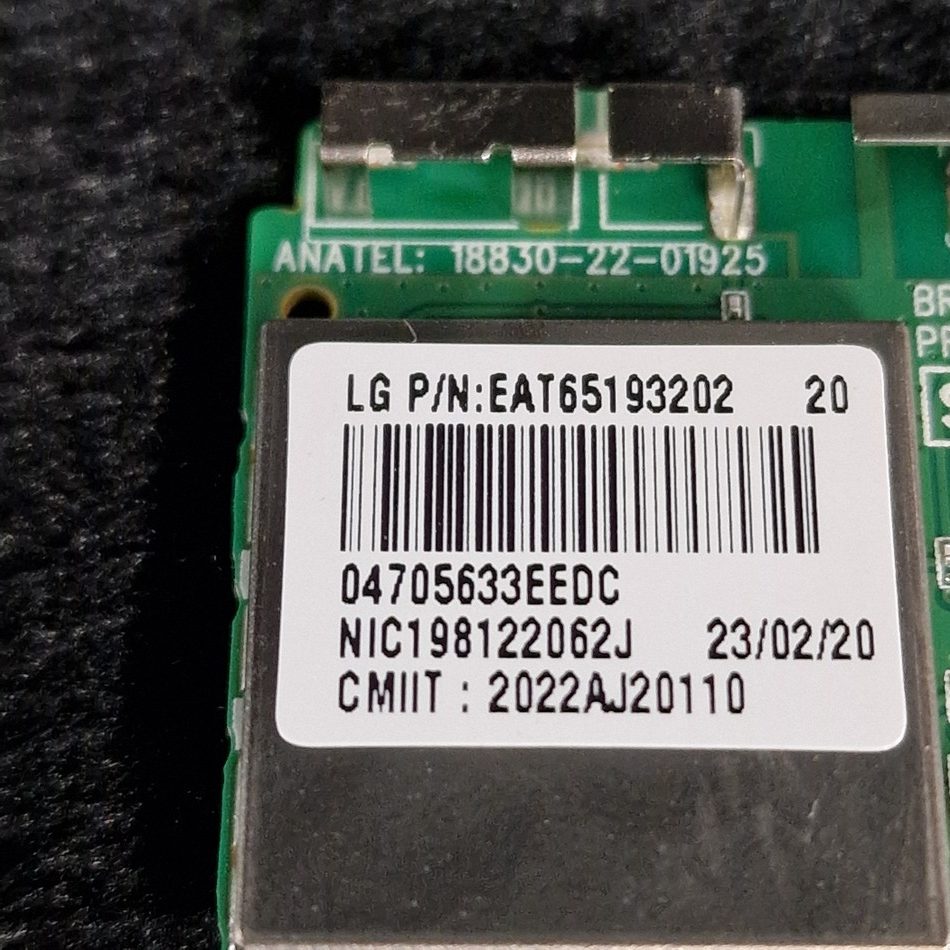 ANATEL: 18830-22-01925
LG P/N:EAT65193202 20
04705633EEDC
NIC198122062J 23/02/20
CMIIT : 2022AJ20110